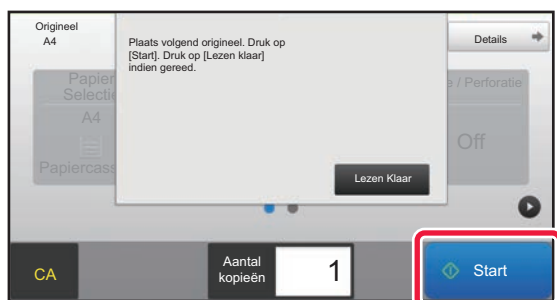 Origineel
A4
Plaats volgend origineel. Druk op
[Start]. Druk op [Lezen klaar]
indien gereed.
Details
Papier
Selectie
A4
Papiercass
e / Perforatie
Off
Lezen Klaar
CA
Aantal
kopieën
1
Start